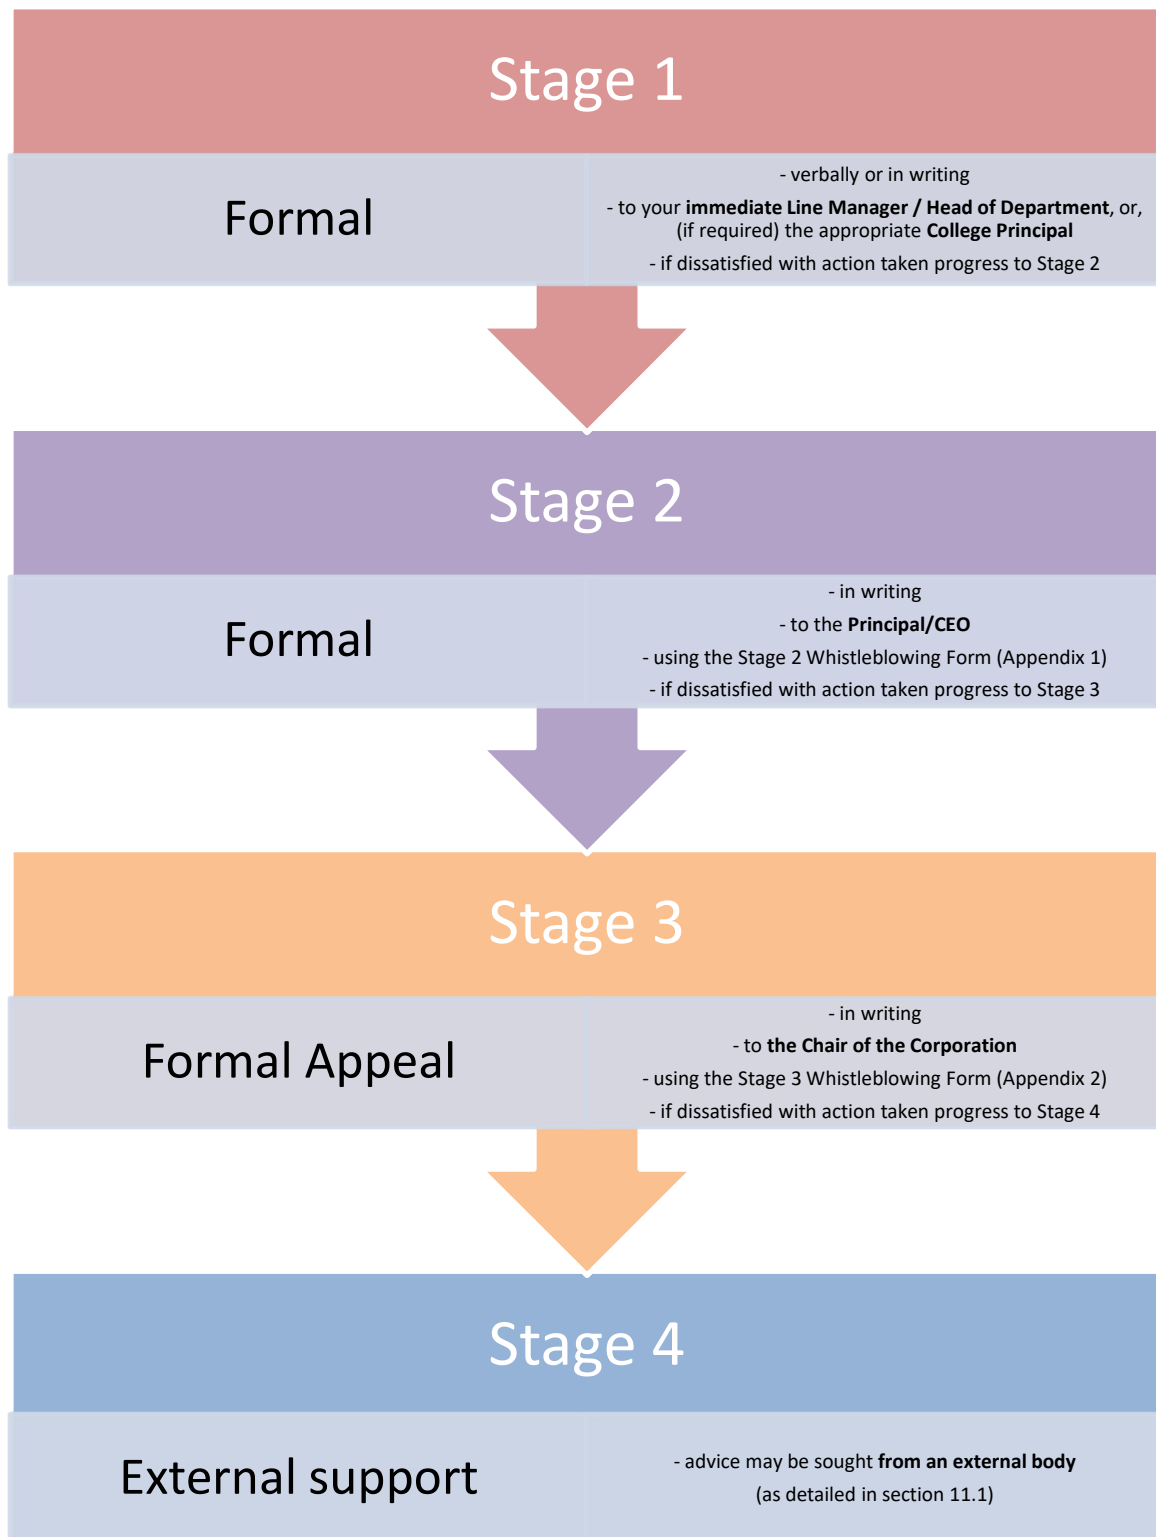 Stage 1
Formal
- verbally or in writing
- to your immediate Line Manager / Head of Department, or,
(if required) the appropriate College Principal
- if dissatisfied with action taken progress to Stage 2
Stage 2
Formal
- in writing
- to the Principal/CEO
- using the Stage 2 Whistleblowing Form (Appendix 1)
- if dissatisfied with action taken progress to Stage 3
Stage 3
Formal Appeal
- in writing
- to the Chair of the Corporation
- using the Stage 3 Whistleblowing Form (Appendix 2)
- if dissatisfied with action taken progress to Stage 4
Stage 4
External support
- advice may be sought from an external body
(as detailed in section 11.1)